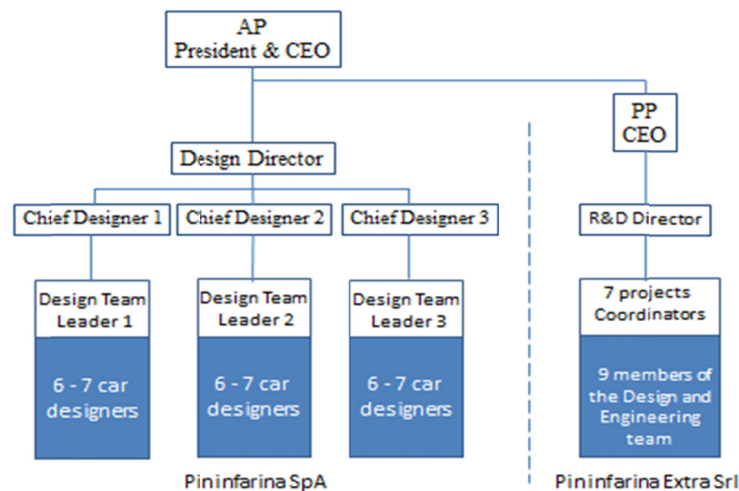 AP
President & CEO
PP
CEO
Design Director
Chief Designer 1
Chief Designer 2
Chief Designer 3
R&D Director
Design Team
Leader 1
Design Team
Leader 2
Design Team
Leader 3
7 projects
Coordinators
6 - 7 car
designers
6 - 7 car
designers
6 - 7 car
designers
9 members of
the Design and
Engineering
team
Pininfarina SpA
Pininfarina Extra Srl